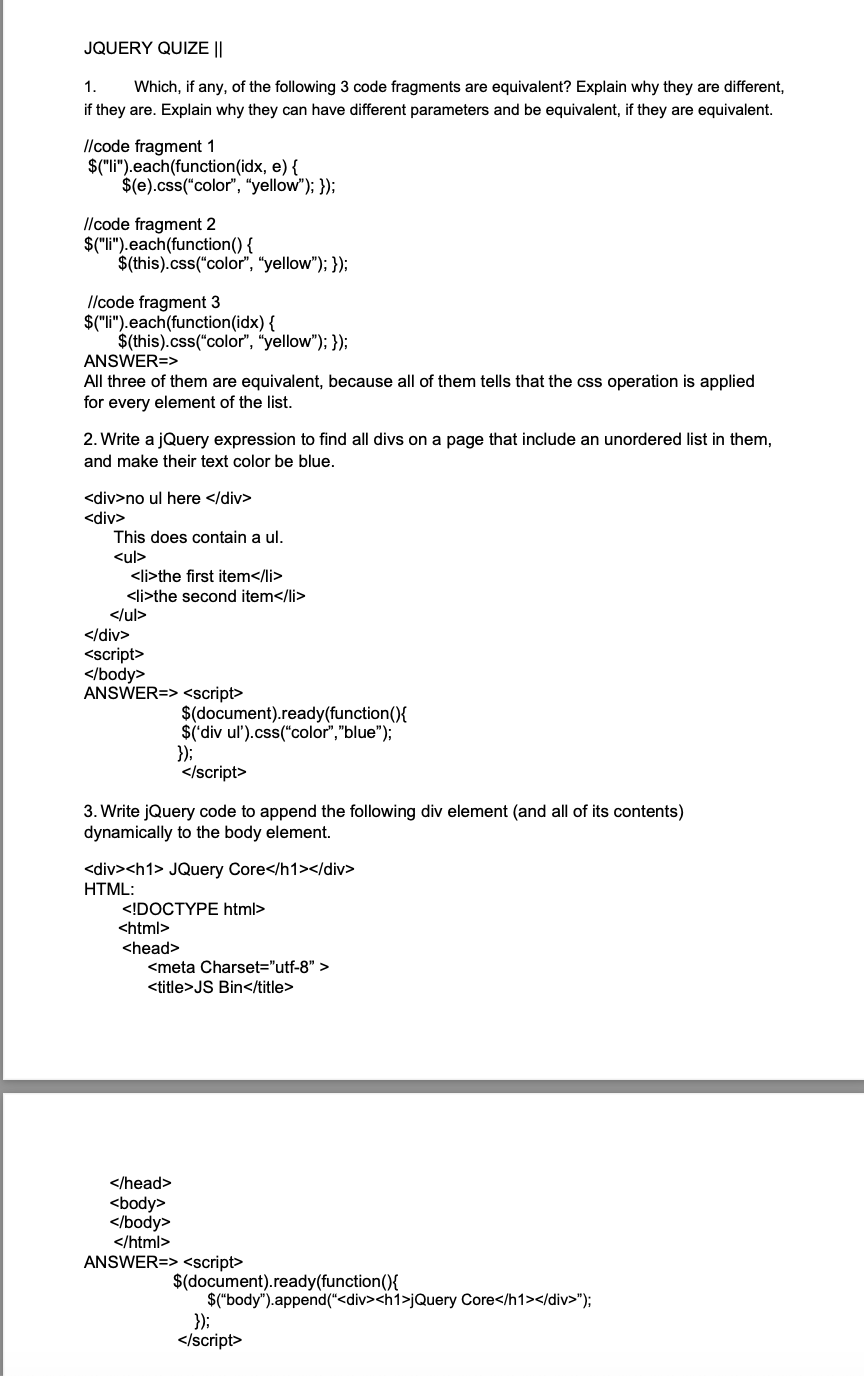 JQUERY QUIZE ||
1. Which, if any, of the following 3 code fragments are equivalent? Explain why they are different,
if they are. Explain why they can have different parameters and be equivalent, if they are equivalent.
//code fragment 1
$("li").each(function(idx, e) {
$(e).css(“color”, “yellow”); });
//code fragment 2
$("li").each(function() {
$(this).css(“color”, “yellow”); });
//code fragment 3
$("li").each(function(idx) {
$(this).css(“color”, “yellow”); });
ANSWER=>
All three of them are equivalent, because all of them tells that the css operation is applied
for every element of the list.
2. Write a jQuery expression to find all divs on a page that include an unordered list in them,
and make their text color be blue.
<div>no ul here </div>
<div>
This does contain a ul.
<ul>
<li>the first item</li>
<li>the second item</li>
</ul>
</div>
<script>
</body>
ANSWER=> <script>
$(document).ready(function(){
$(‘div ul’).css(“color”,”blue”);
});
</script>
3. Write jQuery code to append the following div element (and all of its contents)
dynamically to the body element.
<div><h1> JQuery Core</h1></div>
HTML:
<!DOCTYPE html>
<html>
<head>
<meta Charset=”utf-8” >
<title>JS Bin</title>
</head>
<body>
</body>
</html>
ANSWER=> <script>
$(document).ready(function(){
$(“body”).append(“<div><h1>jQuery Core</h1></div>”);
});
</script>